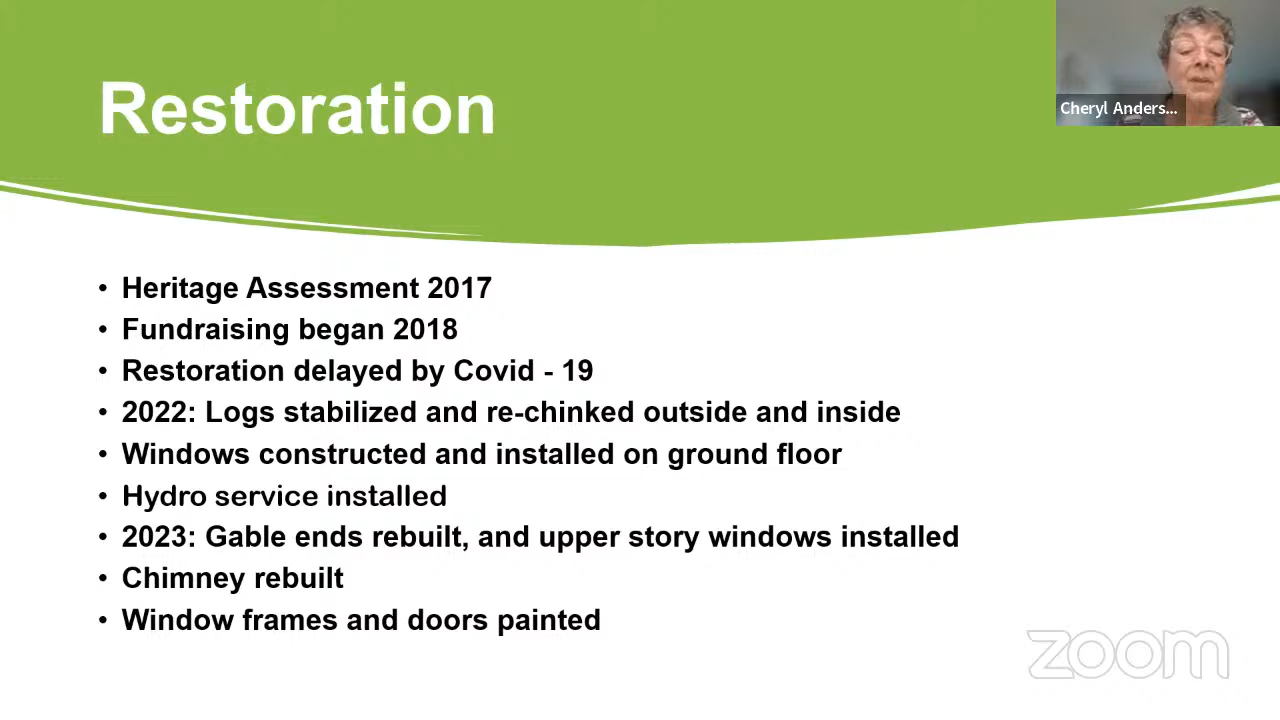 Restoration
Cheryl Anders...
• Heritage Assessment 2017
• Fundraising began 2018
• Restoration delayed by Covid - 19
• 2022: Logs stabilized and re-chinked outside and inside
• Windows constructed and installed on ground floor
• Hydro service installed
• 2023: Gable ends rebuilt, and upper story windows installed
• Chimney rebuilt
• Window frames and doors painted
zoom